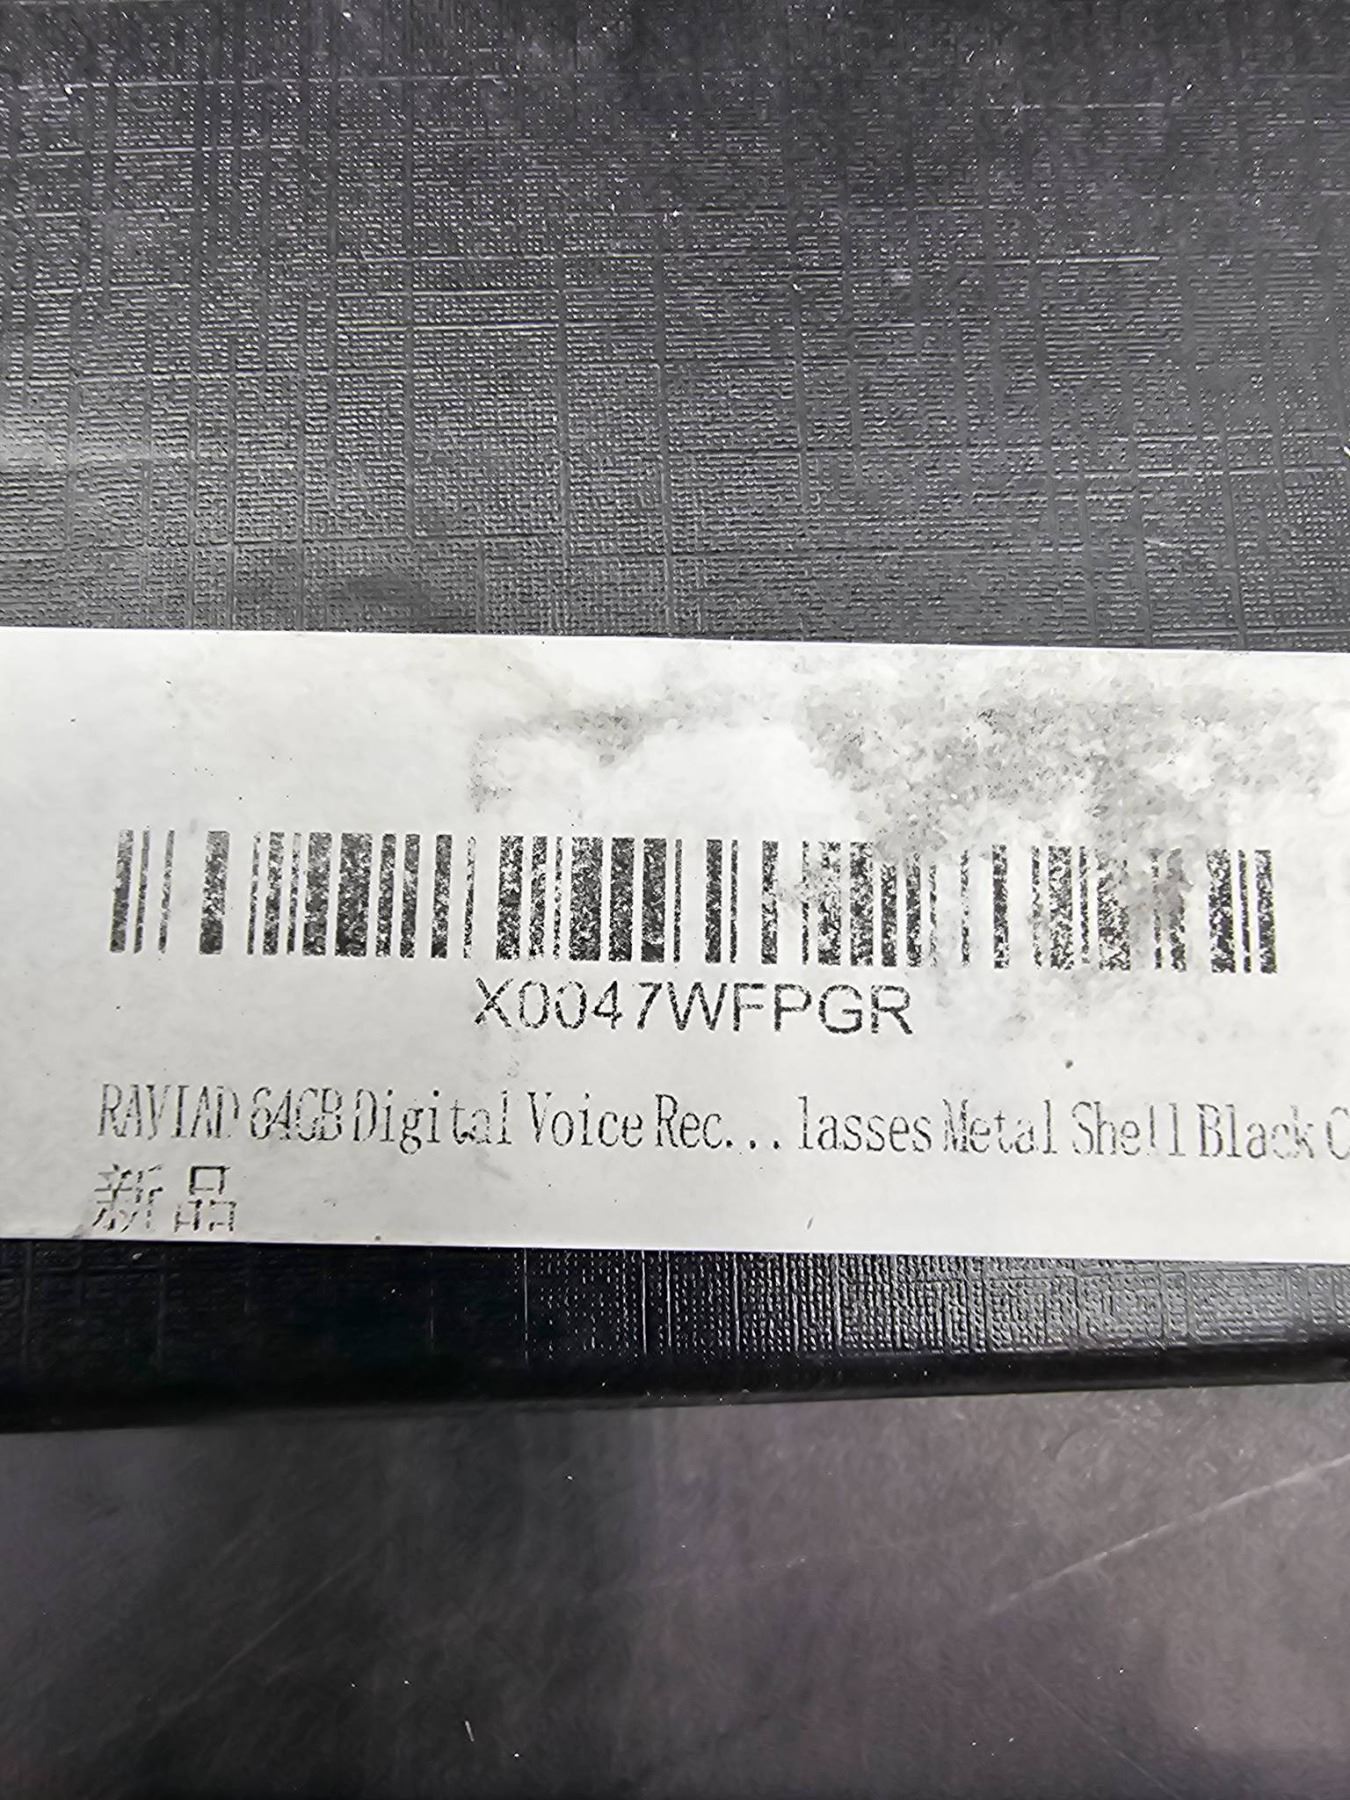 X0047WFPGR
RAVIAD 64GB Digital Voice Rec...lasses Metal Shell Black C
新品